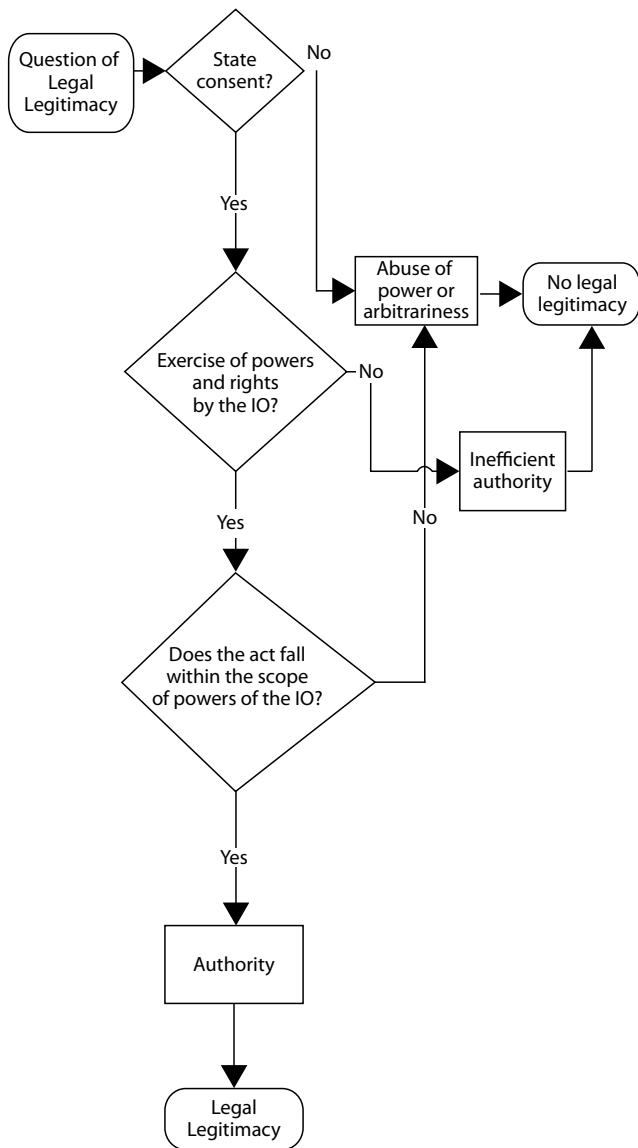 Question of
Legal
Legitimacy
State
consent?
No
Yes
Abuse of
power or
arbitrariness
No legal
legitimacy
Exercise of powers
and rights
by the IO?
No
Inefficient
authority
Yes
No
Does the act fall
within the scope
of powers of the IO?
Yes
Authority
Legal
Legitimacy